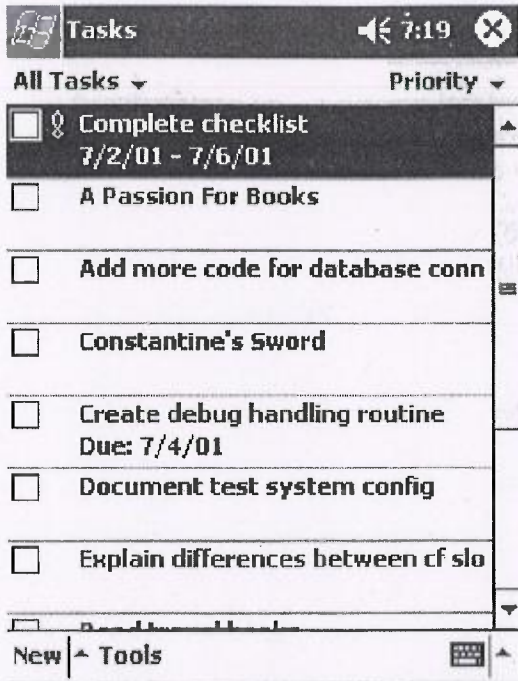 Tasks 7:19
All Tasks Priority
Complete checklist
7/2/01 - 7/6/01
A Passion For Books
Add more code for database conn
Constantine's Sword
Create debug handling routine
Due: 7/4/01
Document test system config
Explain differences between cf slo
New Tools